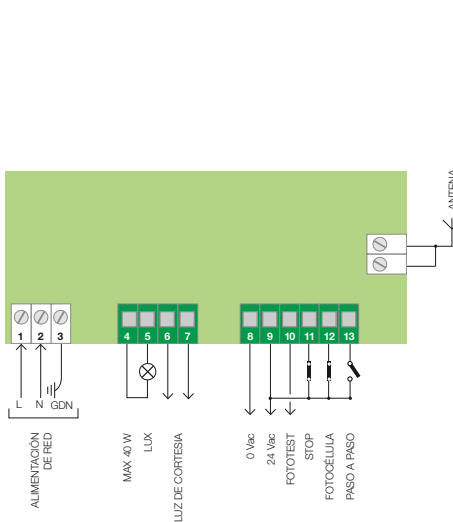 ANTENA
1 2 3
4 5 6 7
8 9 10 11 12 13
L N GDN
ALIMENTACIÓN
DE RED
MAX 40 W
LUX
LUZ DE CORTESIA
0 Vac
24 Vac
FOTOTEST
STOP
FOTOCÉLULA
PASO A PASO